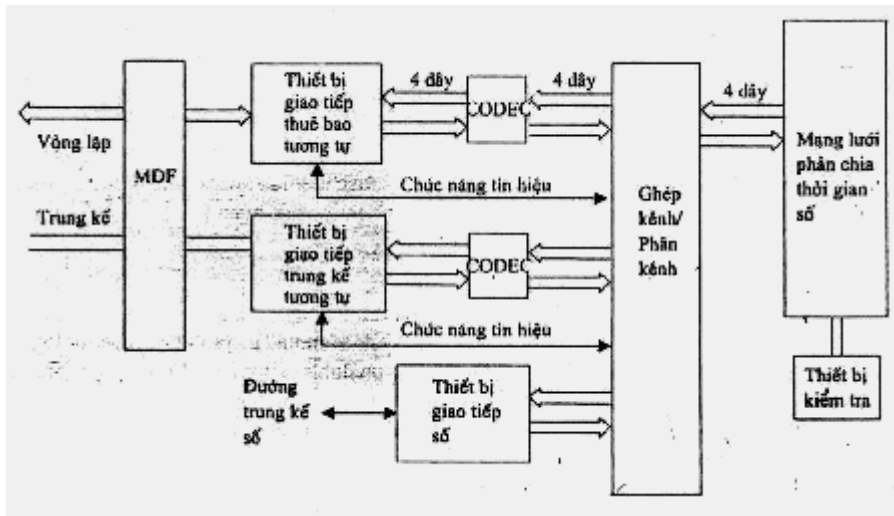 Thiết bị
giao tiếp
thuê bao
tương tự
4 dây
CODEC
4 dây
4 dây
Vòng lặp
MDF
Mạng lưới
phân chia
thời gian
số
Chức năng tín hiệu
Ghép
kênh/
Phân
kênh
Trung kế
Thiết bị
giao tiếp
trung kế
tương tự
CODEC
Chức năng tín hiệu
Thiết bị
kiểm tra
Đường
trung kế
số
Thiết bị
giao tiếp
số